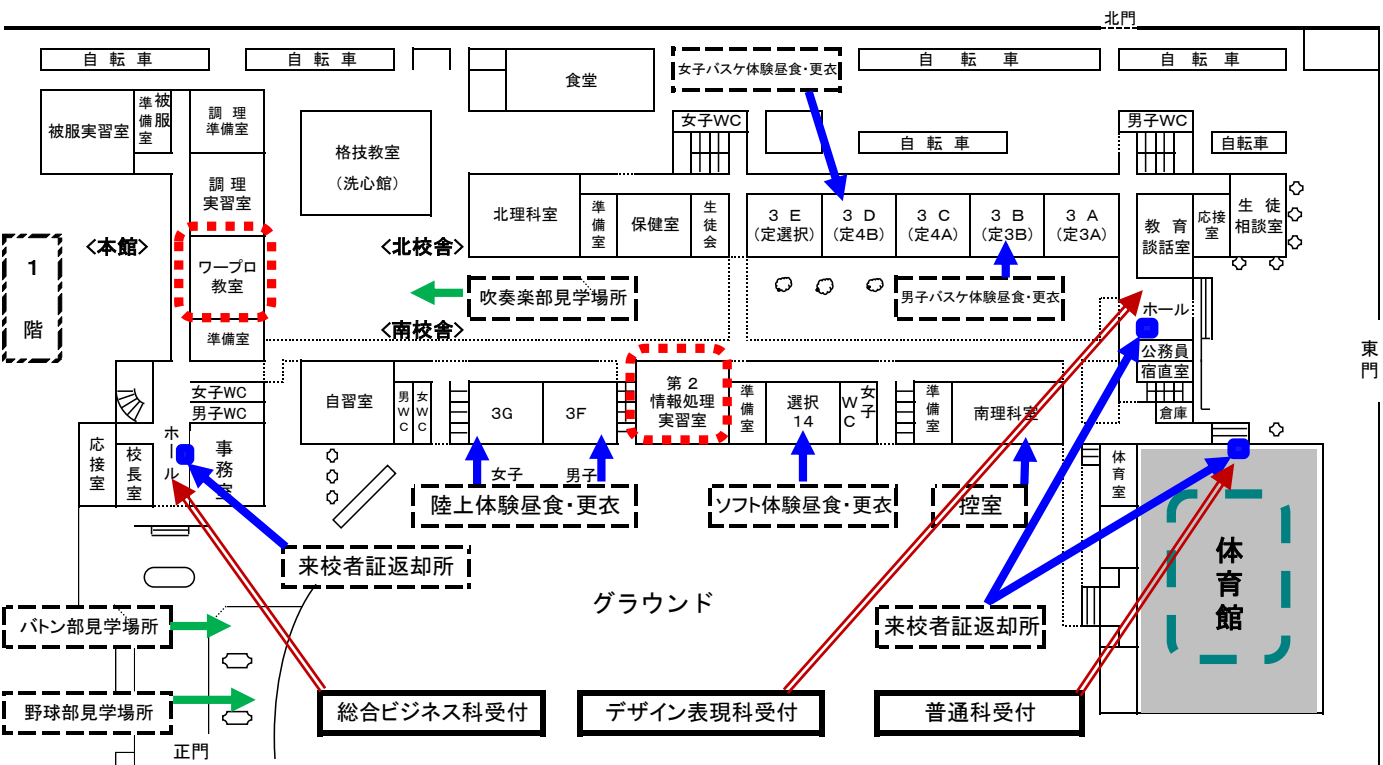 北門
自転車
自転車
女子バスケ体験昼食・更衣
自転車
自転車
食堂
被服実習室
準備室
被服
調理
準備室
格技教室
（洗心館）
女子WC
自転車
男子WC
自転車
調理
実習室
北理科室
準備室
保健室
生徒会
3 E
（定選択）
3 D
（定4B）
3 C
（定4A）
3 B
（定3B）
3 A
（定3A）
教育
談話室
応接室
生徒
相談室
1
階
<本館>
ワープロ
教室
<北校舎>
吹奏楽部見学場所
男子バスケ体験昼食・更衣
ホール
準備室
<南校舎>
公務員
宿直室
東門
女子WC
男子WC
自習室
男WC
女WC
3G
3F
第２
情報処理
実習室
準備室
選択
14
女子
WC
準備室
南理科室
倉庫
応接室
校長室
ホール
事務室
体育室
女子
男子
陸上体験昼食・更衣
ソフト体験昼食・更衣
控室
来校者証返却所
体育館
グラウンド
バトン部見学場所
来校者証返却所
野球部見学場所
総合ビジネス科受付
デザイン表現科受付
普通科受付
正門